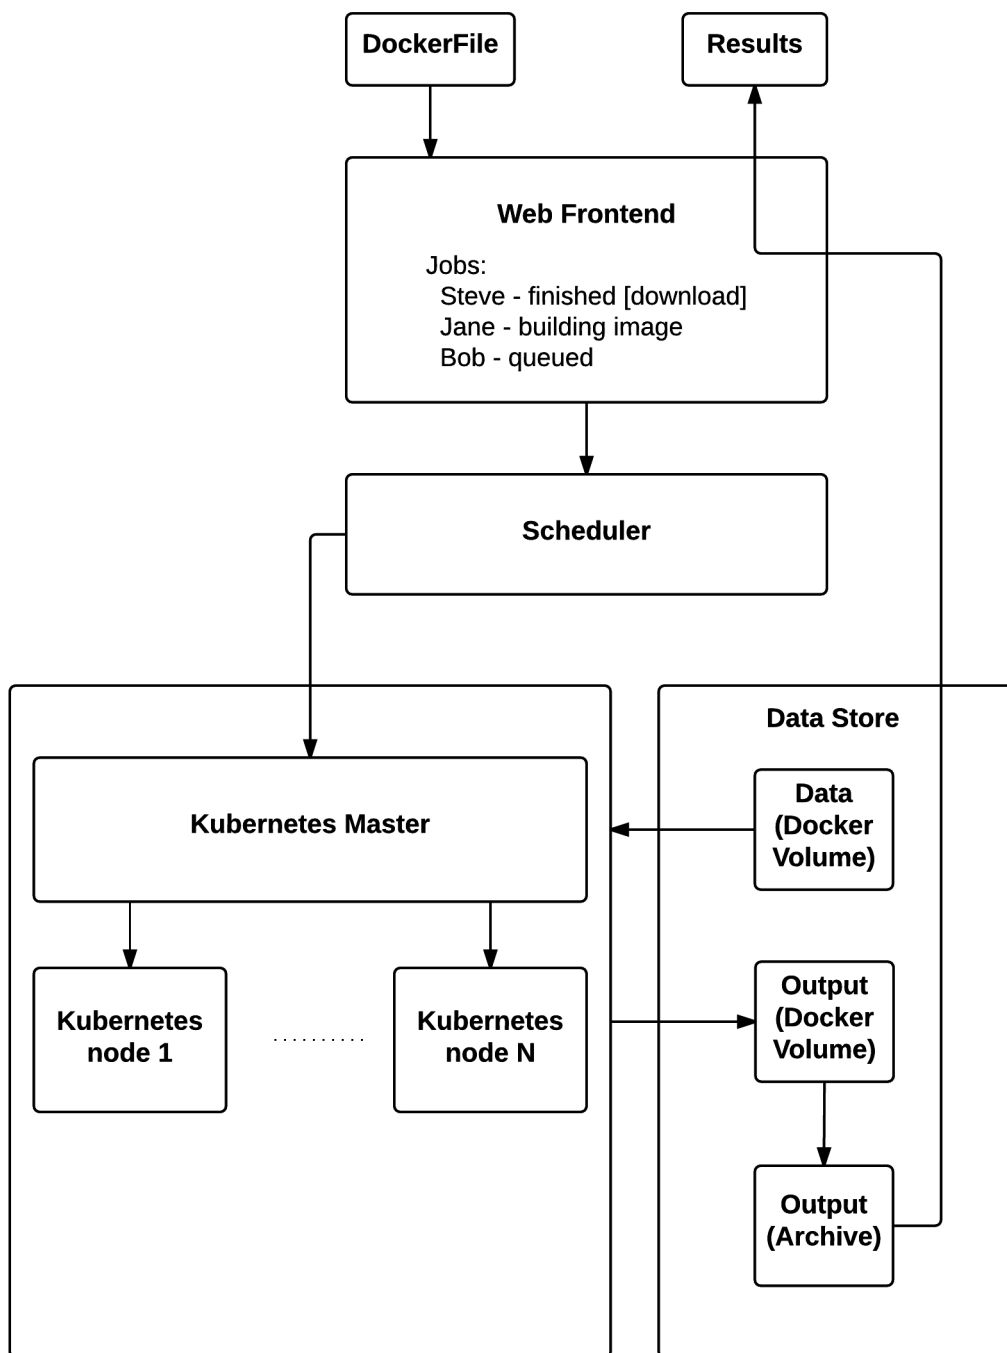 DockerFile
Results
Web Frontend
Jobs:
Steve - finished [download]
Jane - building image
Bob - queued
Scheduler
Data Store
Kubernetes Master
Data
(Docker
Volume)
Kubernetes
node 1
..........
Kubernetes
node N
Output
(Docker
Volume)
Output
(Archive)